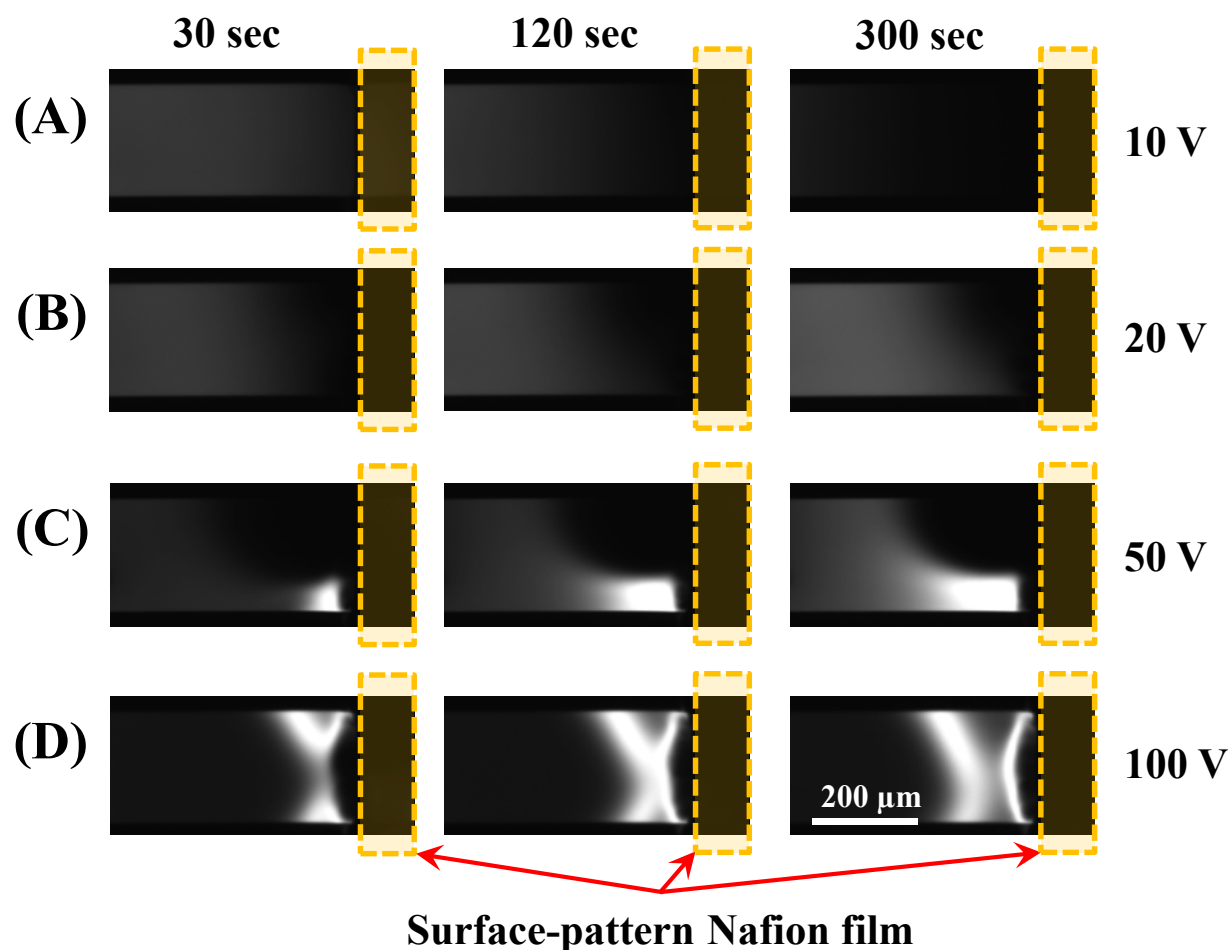 30 sec 120 sec 300 sec
(A) 10 V
(B) 20 V
(C) 50 V
(D) 100 V
200 µm
Surface-pattern Nafion film